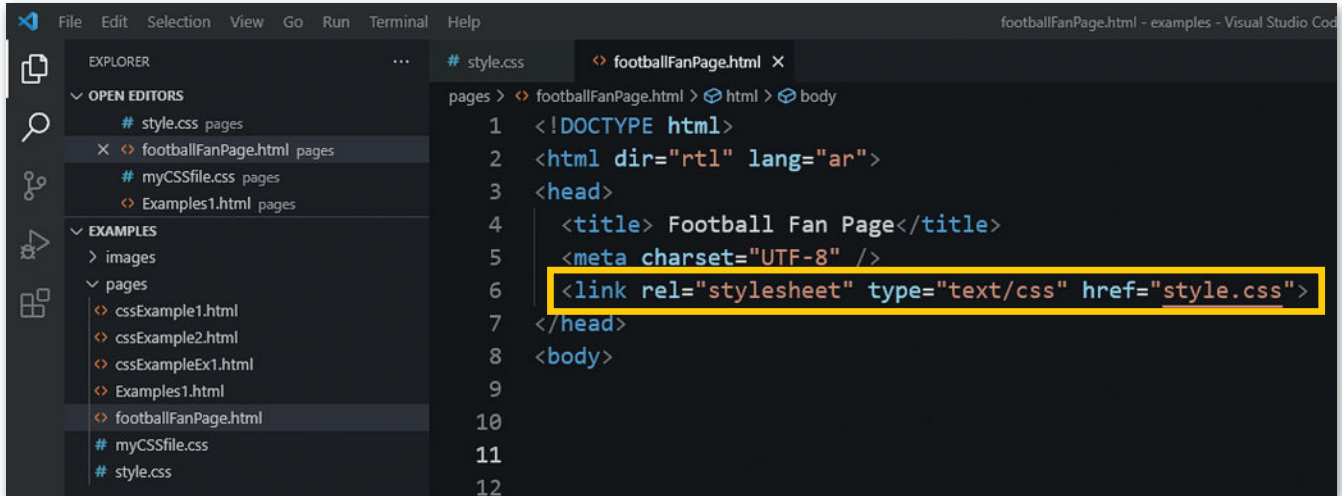 File Edit Selection View Go Run Terminal Help
footballFanPage.html - examples - Visual Studio Cod
EXPLORER
OPEN EDITORS
# style.css pages
footballFanPage.html pages
# myCSSfile.css pages
Examples1.html pages
EXAMPLES
images
pages
cssExample1.html
cssExample2.html
cssExampleEx1.html
Examples1.html
footballFanPage.html
# myCSSfile.css
# style.css
# style.css footballFanPage.html
pages > footballFanPage.html > html > body
1 <!DOCTYPE html>
2 <html dir="rtl" lang="ar">
3 <head>
4 <title> Football Fan Page</title>
5 <meta charset="UTF-8" />
6 <link rel="stylesheet" type="text/css" href="style.css">
7 </head>
8 <body>
9
10
11
12